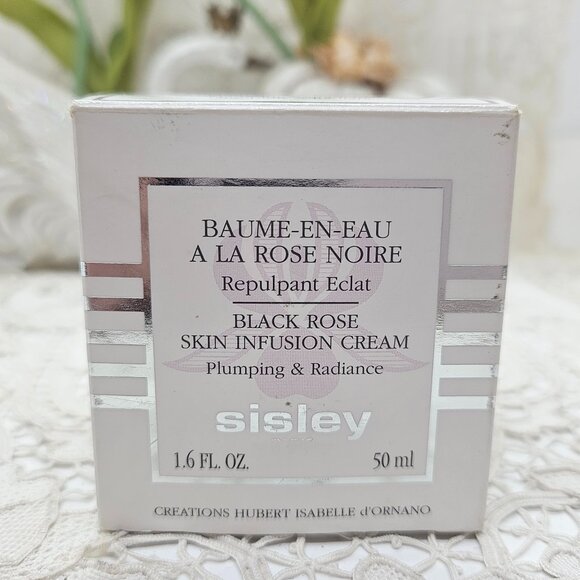 BAUME-EN-EAU
A LA ROSE NOIRE
Repulpant Eclat
BLACK ROSE
SKIN INFUSION CREAM
Plumping & Radiance
sisley
1.6 FL. OZ. 50 ml
CREATIONS HUBERT ISABELLE d'ORNANO